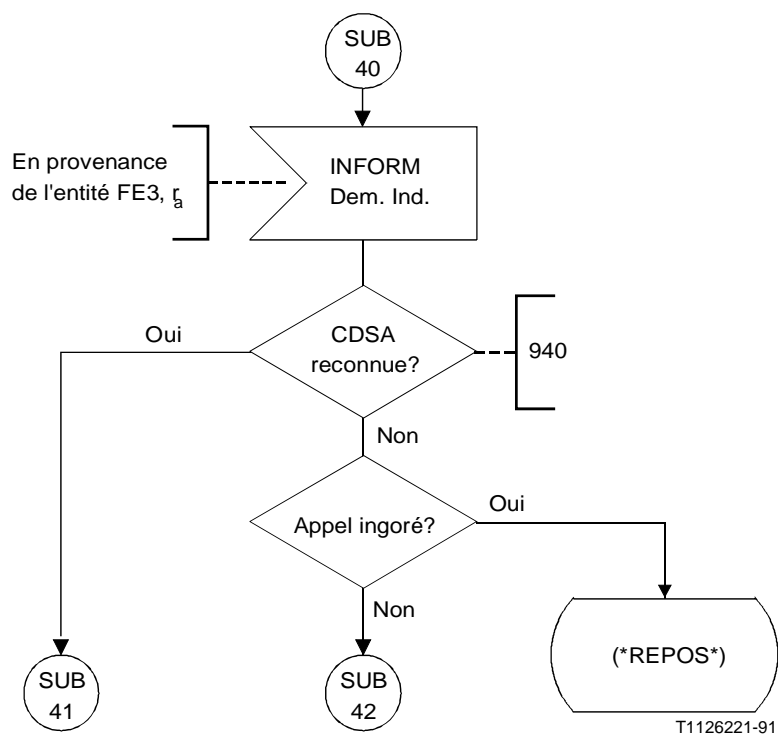 SUB
40
En provenance
de l'entité FE3, ra
INFORM
Dem. Ind.
Oui
CDSA
reconnue?
940
Non
Appel ingoré?
Oui
Non
(*REPOS*)
SUB
41
SUB
42
T1126221-91